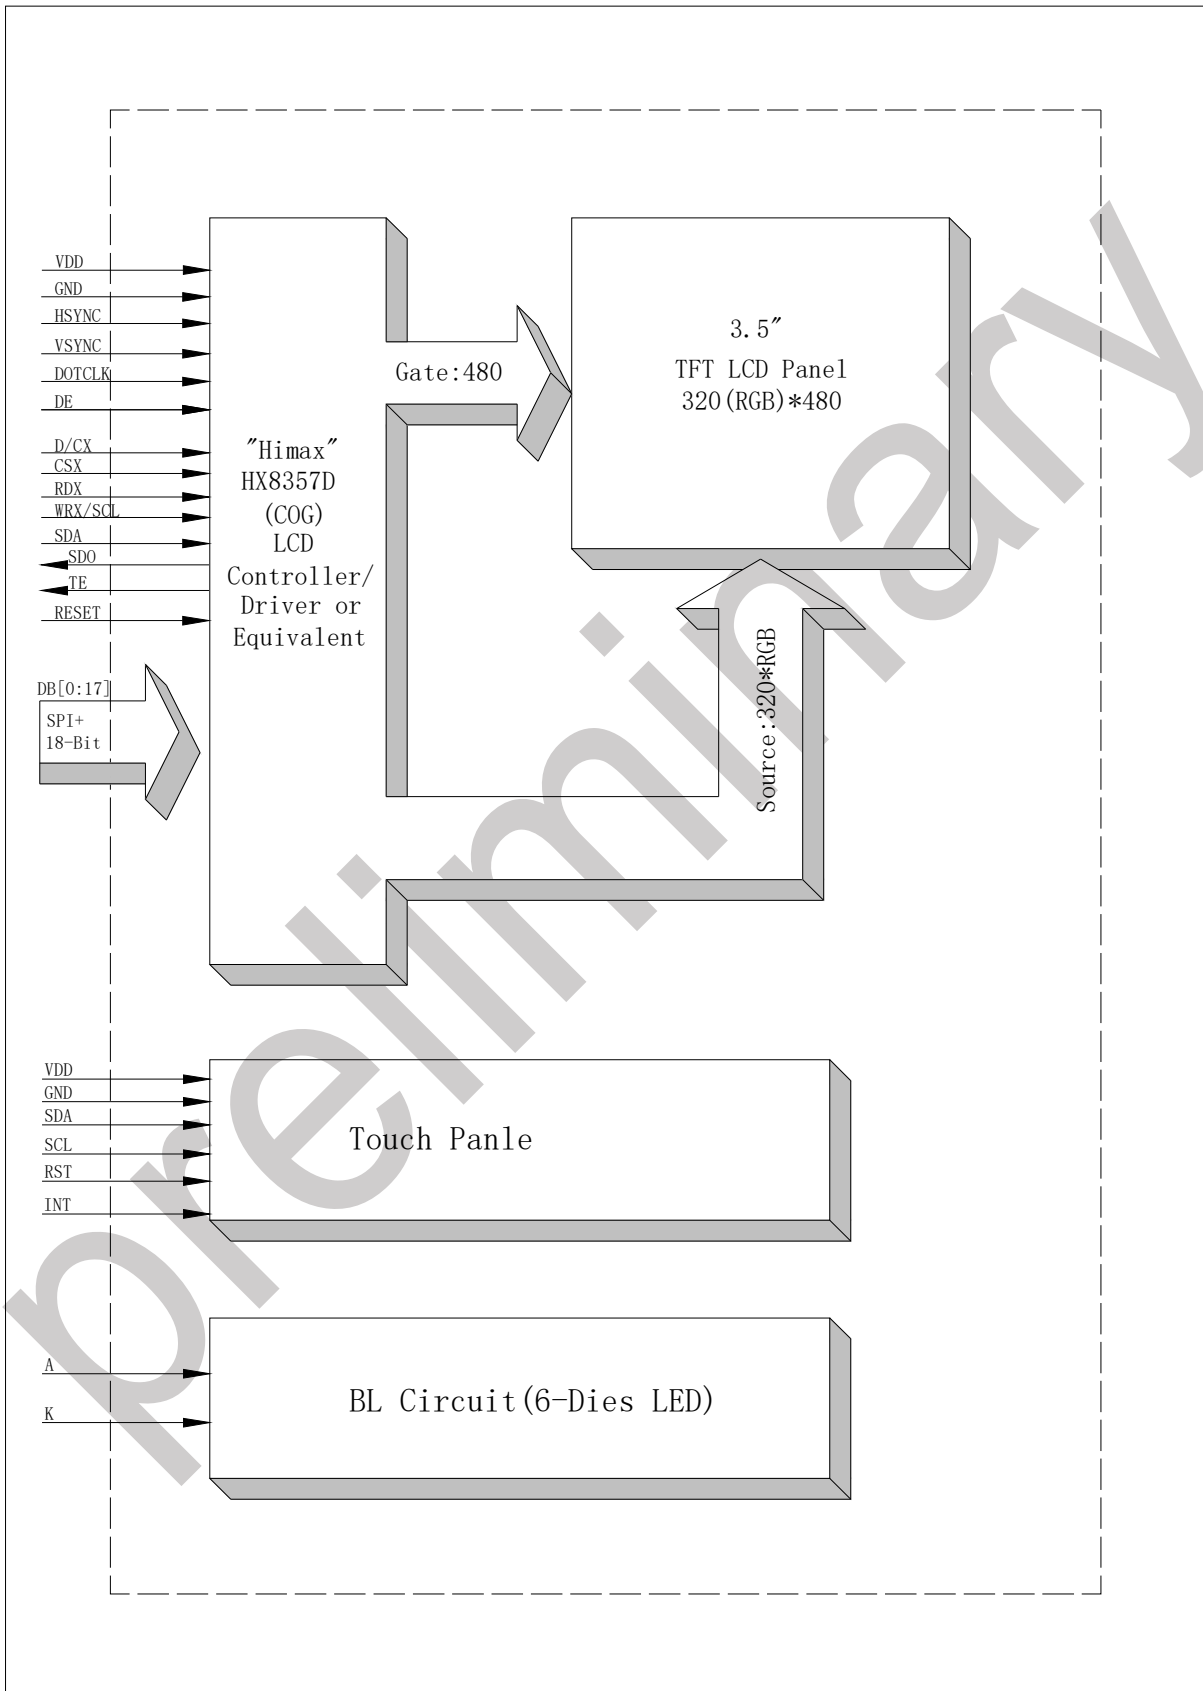 VDD
GND
HSYNC
VSYNC
DOTCLK
DE
D/CX
CSX
RDX
WRX/SCL
SDA
SDO
TE
RESET
DB[0:17]
SPI+
18-Bit
"Himax"
HX8357D
(COG)
LCD
Controller/
Driver or
Equivalent
Gate:480
3.5"
TFT LCD Panel
320(RGB)*480
Source:320*RGB
VDD
GND
SDA
SCL
RST
INT
Touch Panle
A
K
BL Circuit(6-Dies LED)
preliminary